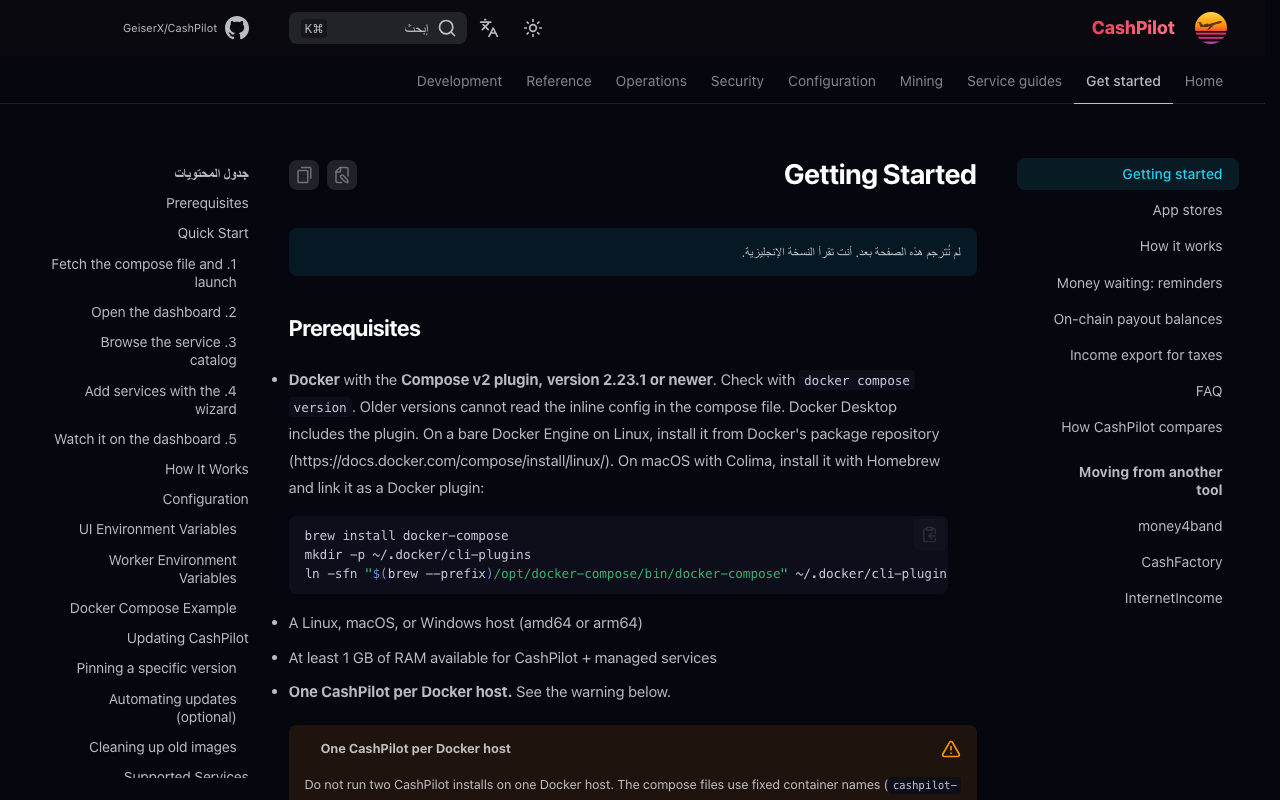 CashPilot
ابحث
⌘K
GeiserX/CashPilot
Home
Get started
Service guides
Mining
Configuration
Security
Operations
Reference
Development
Getting started
App stores
How it works
Money waiting: reminders
On-chain payout balances
Income export for taxes
FAQ
How CashPilot compares
Moving from another
tool
money4band
CashFactory
InternetIncome
Getting Started
لم تُترجم هذه الصفحة بعد. أنت تقرأ النسخة الإنجليزية.
Prerequisites
Docker with the Compose v2 plugin, version 2.23.1 or newer. Check with docker compose
version. Older versions cannot read the inline config in the compose file. Docker Desktop
includes the plugin. On a bare Docker Engine on Linux, install it from Docker's package repository
(https://docs.docker.com/compose/install/linux/). On macOS with Colima, install it with Homebrew
and link it as a Docker plugin:
brew install docker-compose
mkdir -p ~/.docker/cli-plugins
ln -sfn "$(brew --prefix)/opt/docker-compose/bin/docker-compose" ~/.docker/cli-plugin
A Linux, macOS, or Windows host (amd64 or arm64)
At least 1 GB of RAM available for CashPilot + managed services
One CashPilot per Docker host. See the warning below.
One CashPilot per Docker host
Do not run two CashPilot installs on one Docker host. The compose files use fixed container names (cashpilot-
جدول المحتويات
Prerequisites
Quick Start
1. Fetch the compose file and
launch
2. Open the dashboard
3. Browse the service
catalog
4. Add services with the
wizard
5. Watch it on the dashboard
How It Works
Configuration
UI Environment Variables
Worker Environment
Variables
Docker Compose Example
Updating CashPilot
Pinning a specific version
Automating updates
(optional)
Cleaning up old images
Supported Services